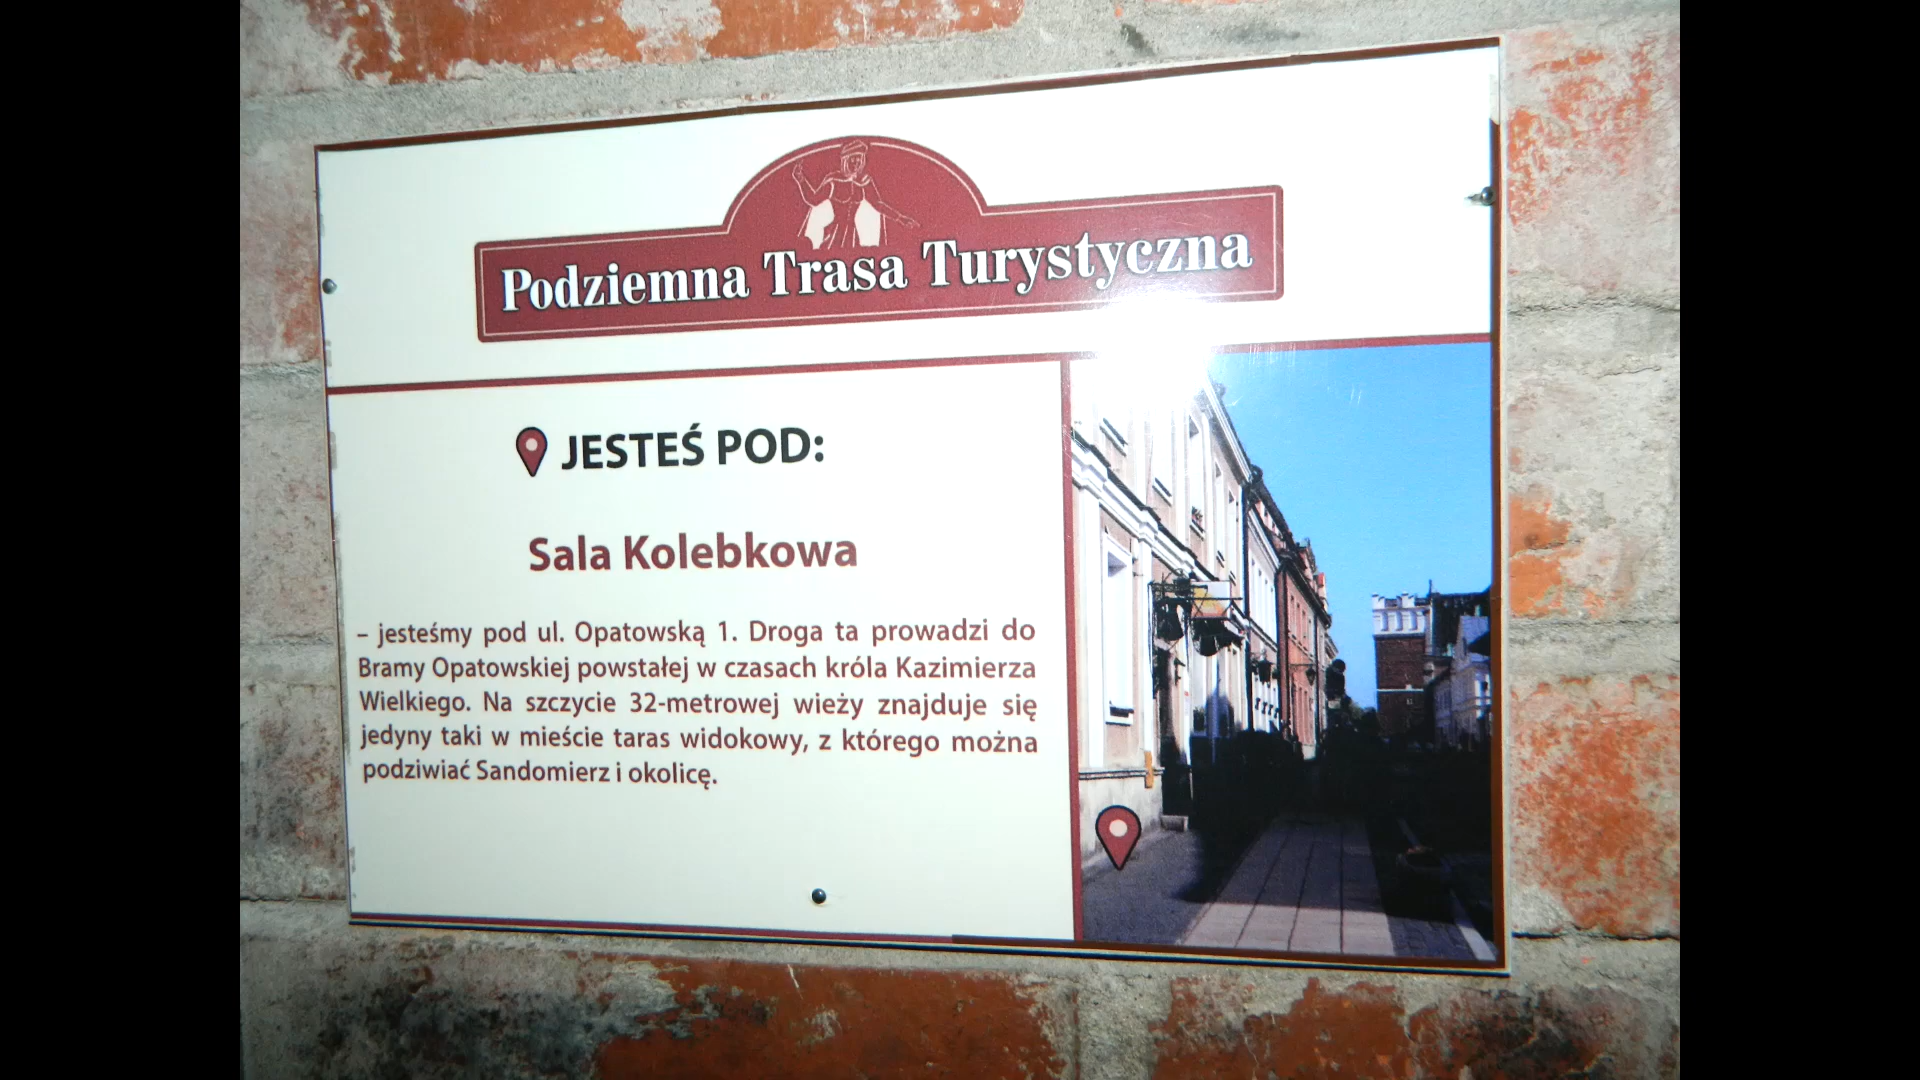 Podziemna Trasa Turystyczna
JESTEŚ POD:
Sala Kolebkowa
– jesteśmy pod ul. Opatowską 1. Droga ta prowadzi do
Bramy Opatowskiej powstałej w czasach króla Kazimierza
Wielkiego. Na szczycie 32-metrowej wieży znajduje się
jedyny taki w mieście taras widokowy, z którego można
podziwiać Sandomierz i okolicę.